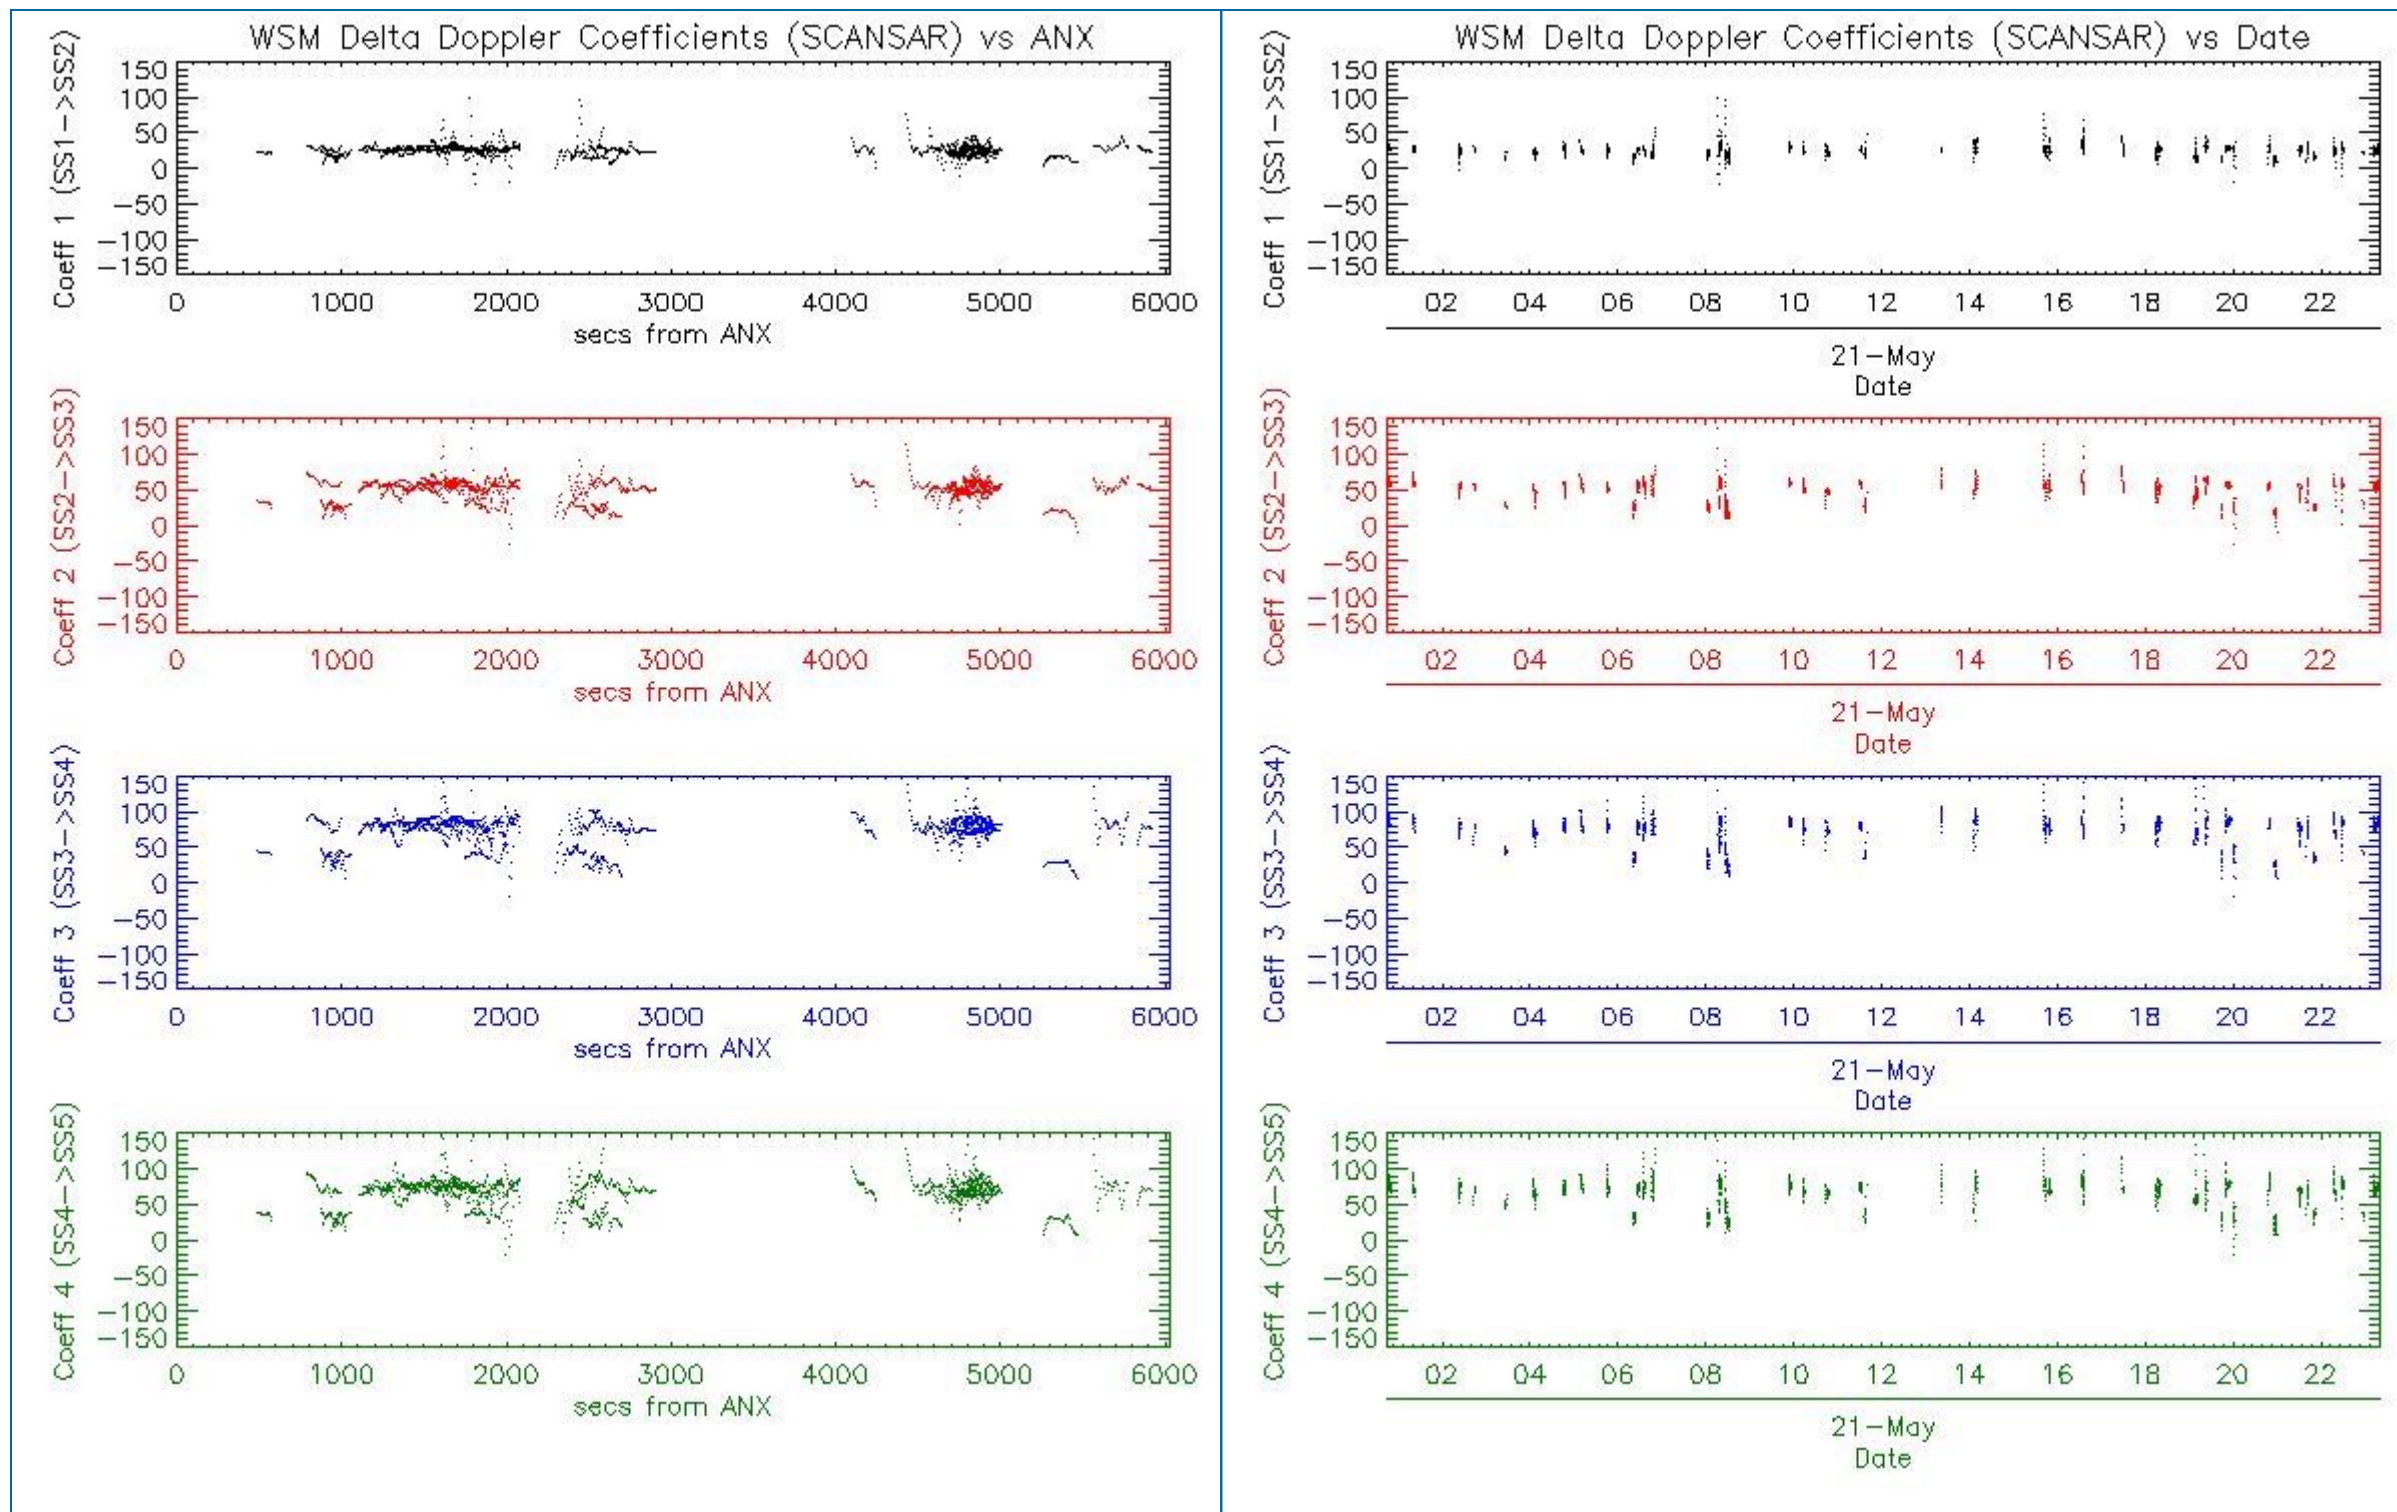 WSM Delta Doppler Coefficients (SCANSAR) vs ANX
Coeff 1 (SS1->SS2)
150
100
50
0
-50
-100
-150
0 1000 2000 3000 4000 5000 6000
secs from ANX
Coeff 2 (SS2->SS3)
150
100
50
0
-50
-100
-150
0 1000 2000 3000 4000 5000 6000
secs from ANX
Coeff 3 (SS3->SS4)
150
100
50
0
-50
-100
-150
0 1000 2000 3000 4000 5000 6000
secs from ANX
Coeff 4 (SS4->SS5)
150
100
50
0
-50
-100
-150
0 1000 2000 3000 4000 5000 6000
secs from ANX
WSM Delta Doppler Coefficients (SCANSAR) vs Date
Coeff 1 (SS1->SS2)
150
100
50
0
-50
-100
-150
02 04 06 08 10 12 14 16 18 20 22
21-May
Date
Coeff 2 (SS2->SS3)
150
100
50
0
-50
-100
-150
02 04 06 08 10 12 14 16 18 20 22
21-May
Date
Coeff 3 (SS3->SS4)
150
100
50
0
-50
-100
-150
02 04 06 08 10 12 14 16 18 20 22
21-May
Date
Coeff 4 (SS4->SS5)
150
100
50
0
-50
-100
-150
02 04 06 08 10 12 14 16 18 20 22
21-May
Date